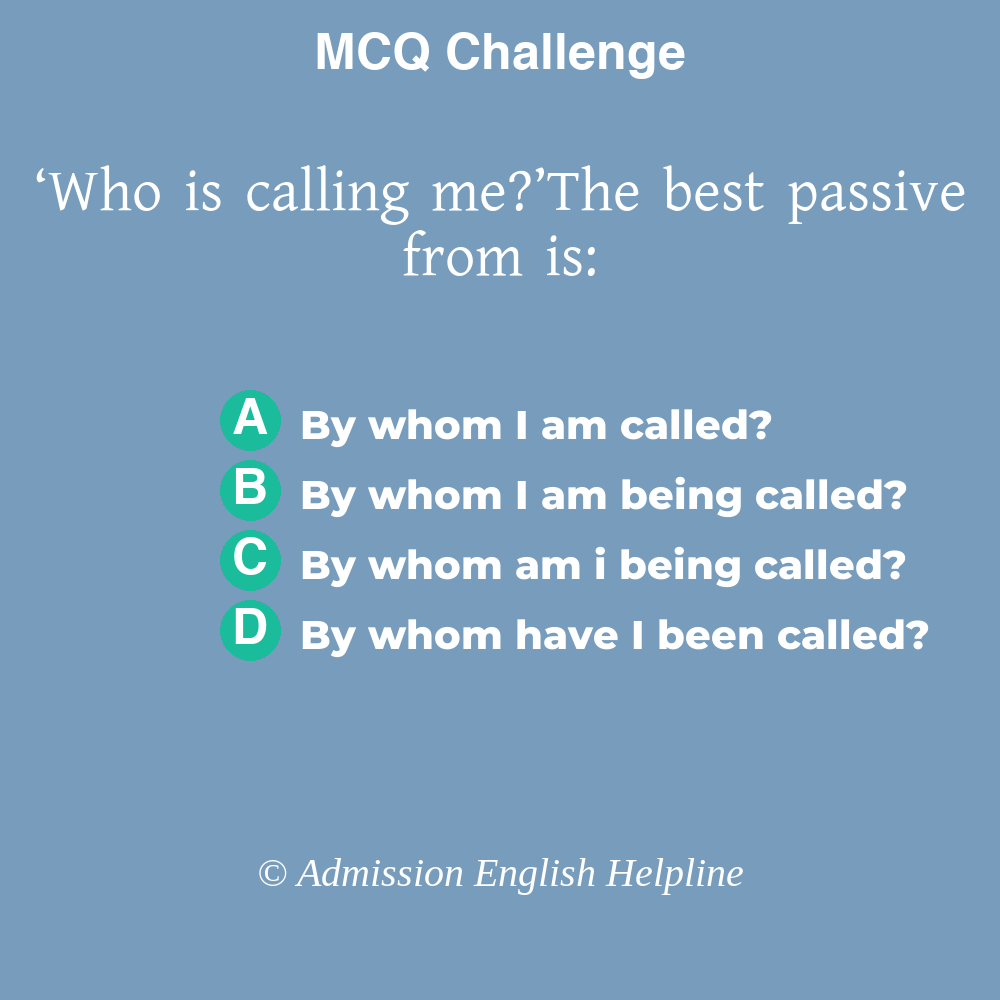 MCQ Challenge
‘Who is calling me?’The best passive
from is:
A By whom I am called?
B By whom I am being called?
C By whom am i being called?
D By whom have I been called?
© Admission English Helpline